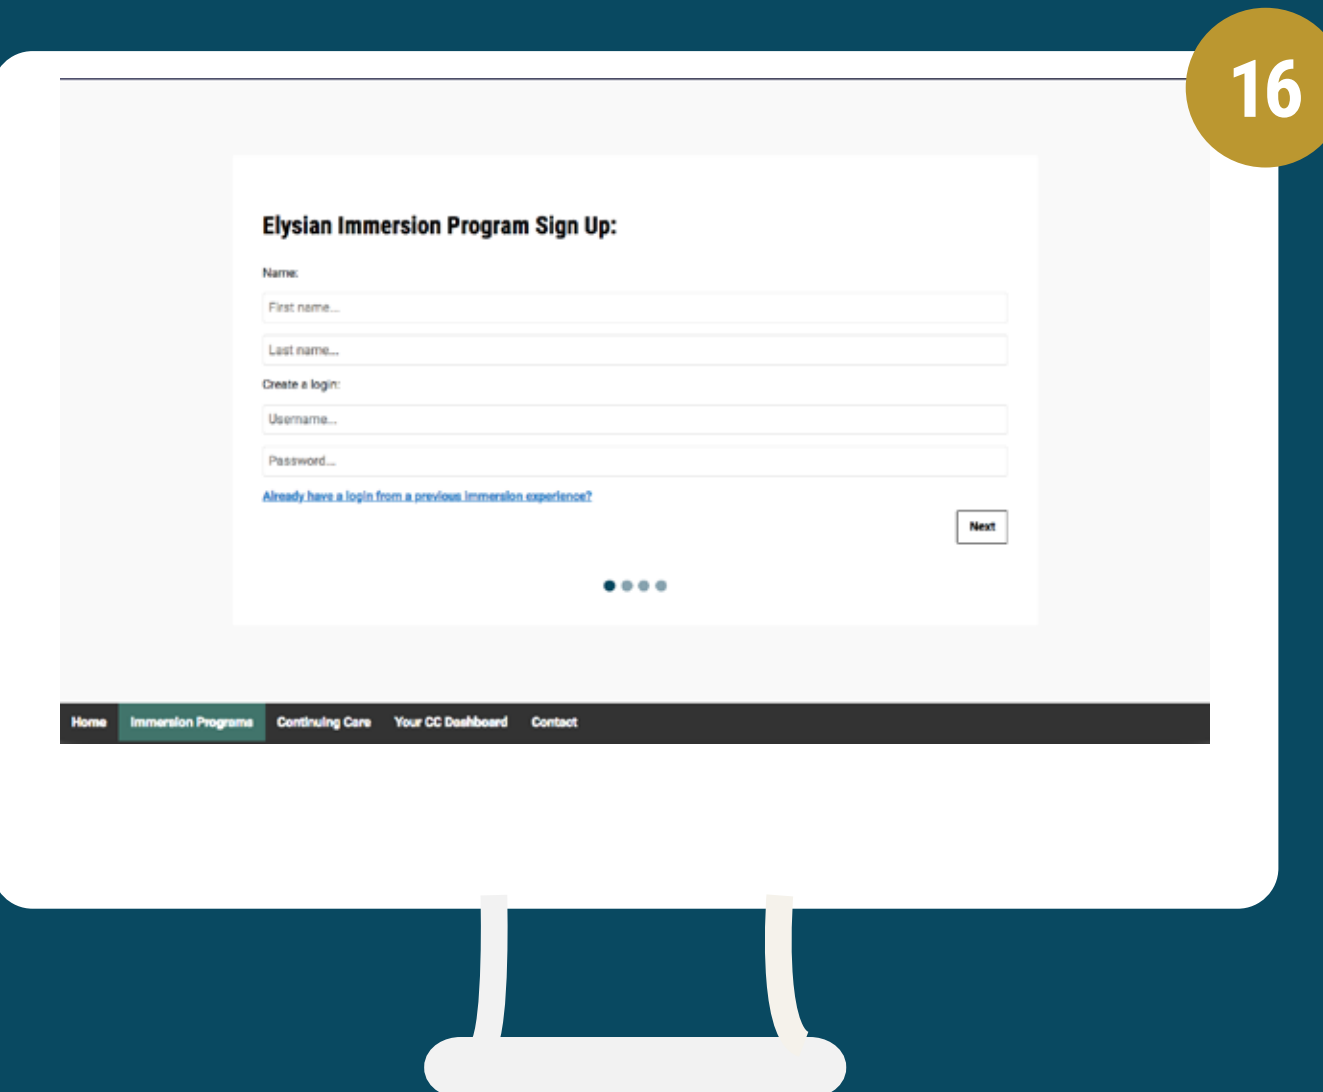 16
Elysian Immersion Program Sign Up:
Name:
First name...
Last name...
Create a login:
Username...
Password...
Already have a login from a previous immersion experience?
Next
Home Immersion Programs Continuing Care Your CC Dashboard Contact